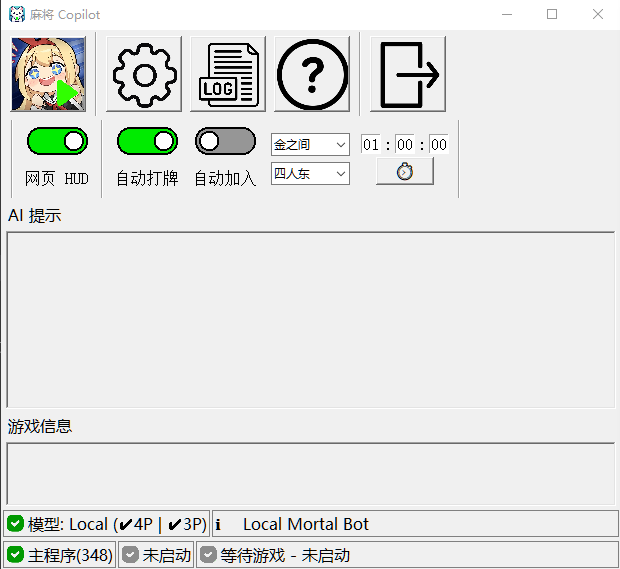 麻将 Copilot
LOG
网页 HUD
自动打牌
自动加入
金之间
四人东
01 : 00 : 00
AI 提示
游戏信息
模型: Local (✔4P | ✔3P)
Local Mortal Bot
主程序(348)
未启动
等待游戏 - 未启动